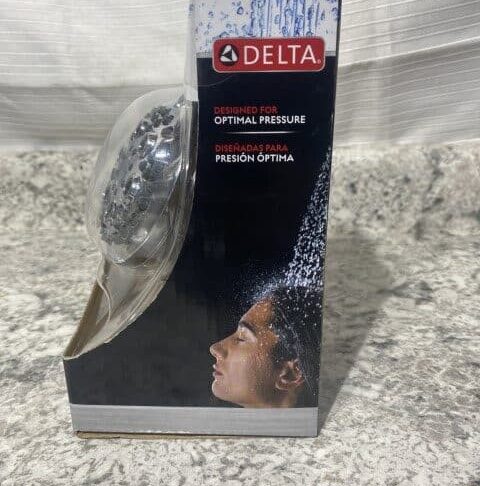 DELTA®
DESIGNED FOR
OPTIMAL PRESSURE
DISEÑADAS PARA
PRESIÓN ÓPTIMA